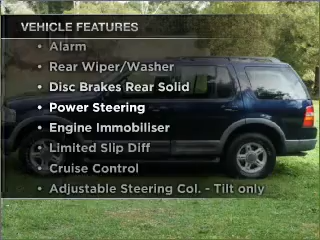 VEHICLE FEATURES
• Alarm
• Rear Wiper/Washer
• Disc Brakes Rear Solid
• Power Steering
• Engine Immobiliser
• Limited Slip Diff
• Cruise Control
• Adjustable Steering Col. - Tilt only